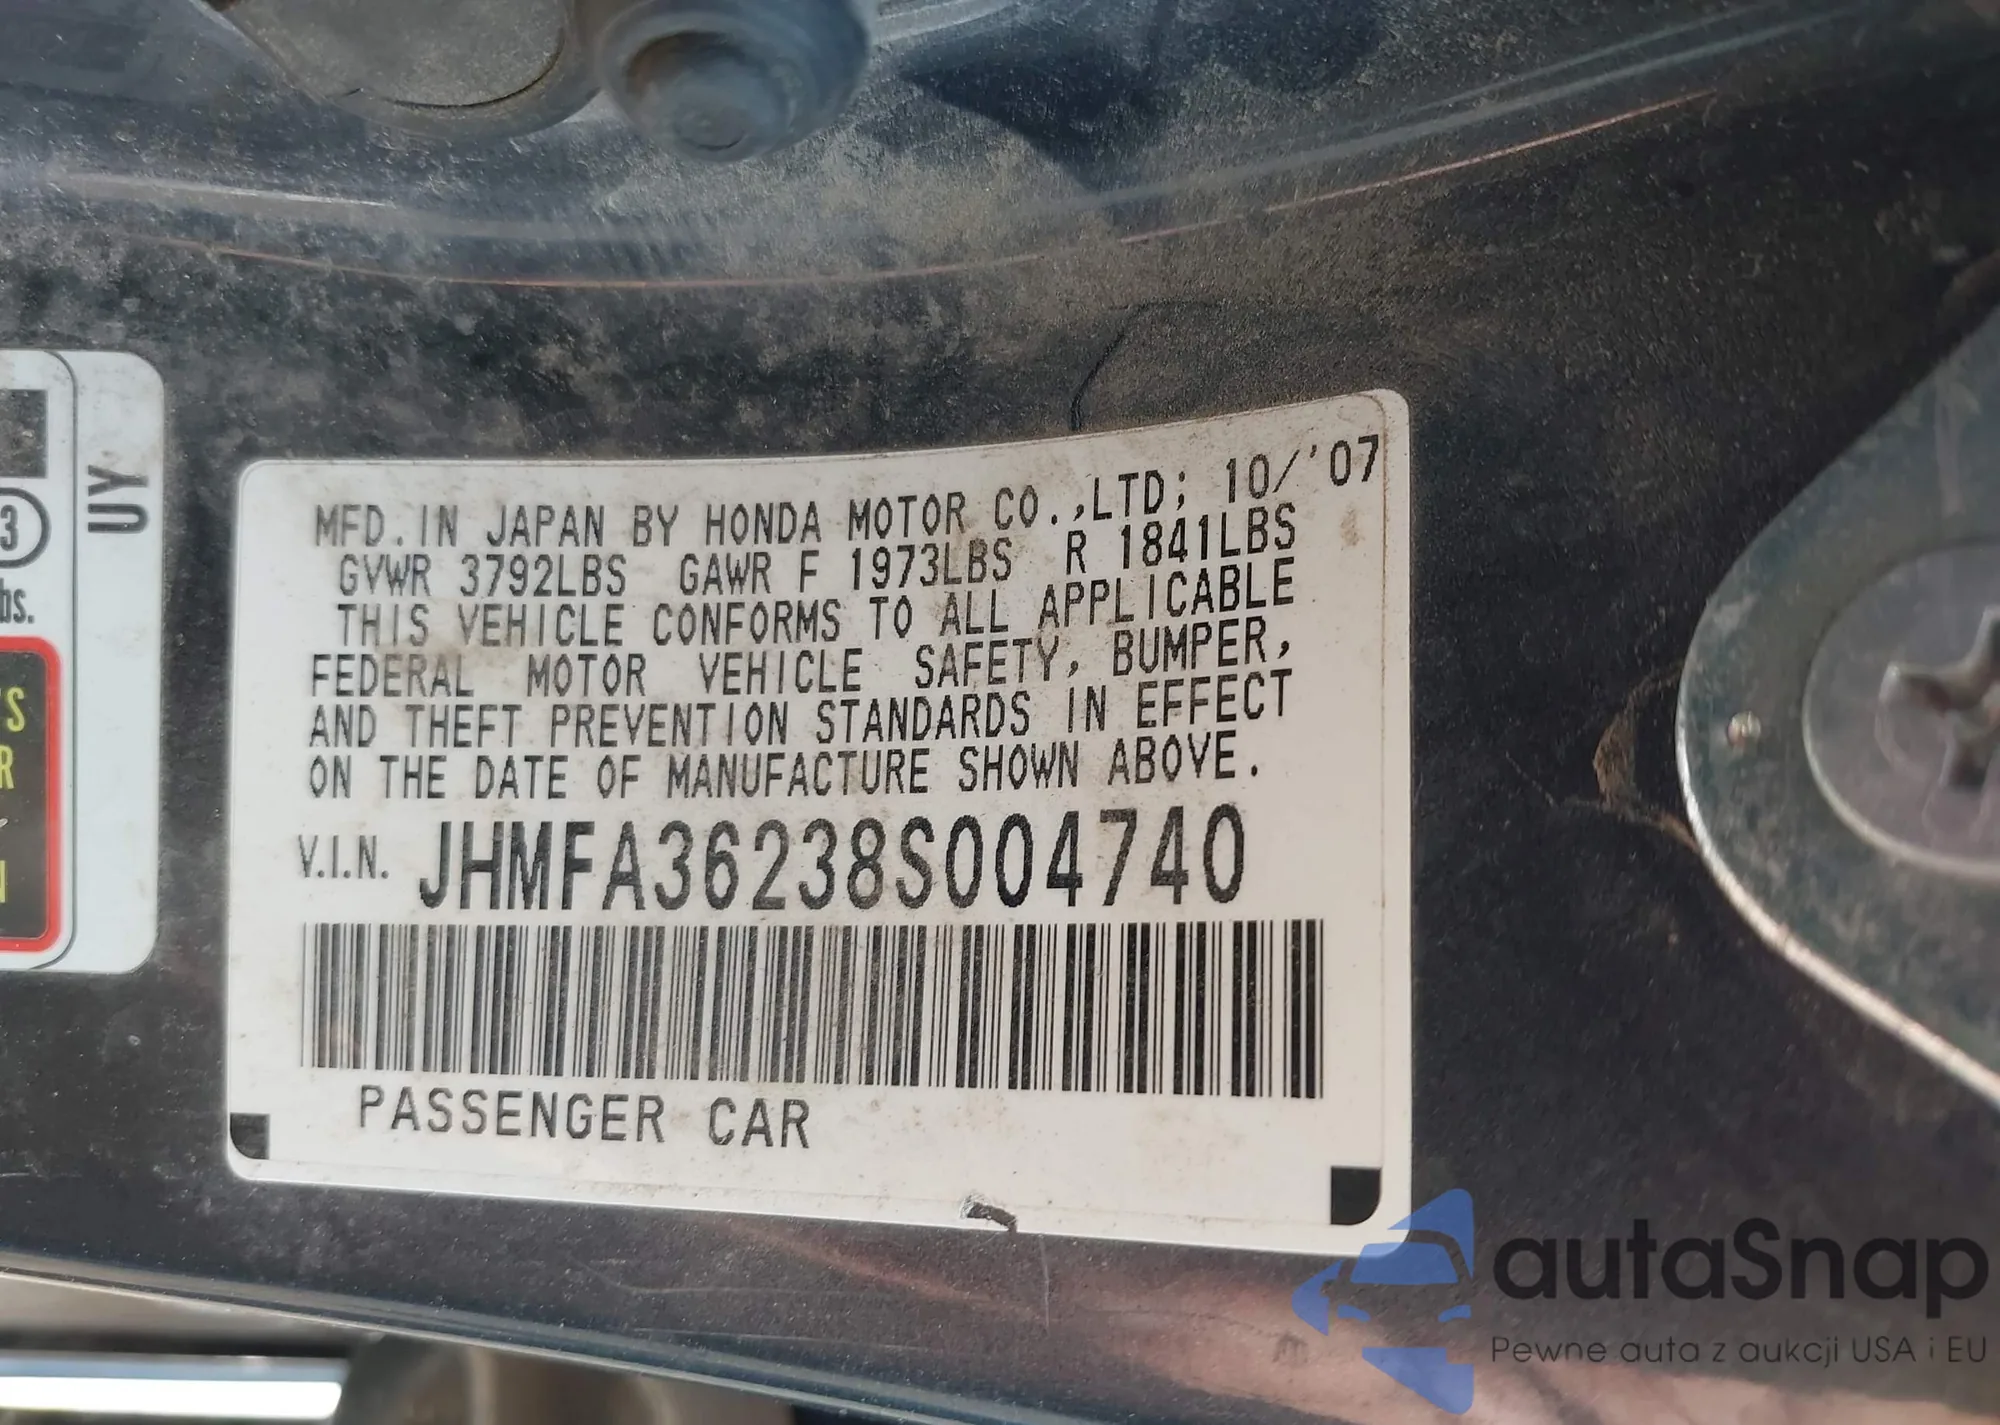 MFD. IN JAPAN BY HONDA MOTOR CO.,LTD; 10/'07
GVWR 3792LBS GAWR F 1973LBS R 1841LBS
THIS VEHICLE CONFORMS TO ALL APPLICABLE
FEDERAL MOTOR VEHICLE SAFETY, BUMPER,
AND THEFT PREVENTION STANDARDS IN EFFECT
ON THE DATE OF MANUFACTURE SHOWN ABOVE.
V.I.N. JHMFA36238S004740
PASSENGER CAR
UY
3
bs.
autaSnap
Pewne auta z aukcji USA i EU